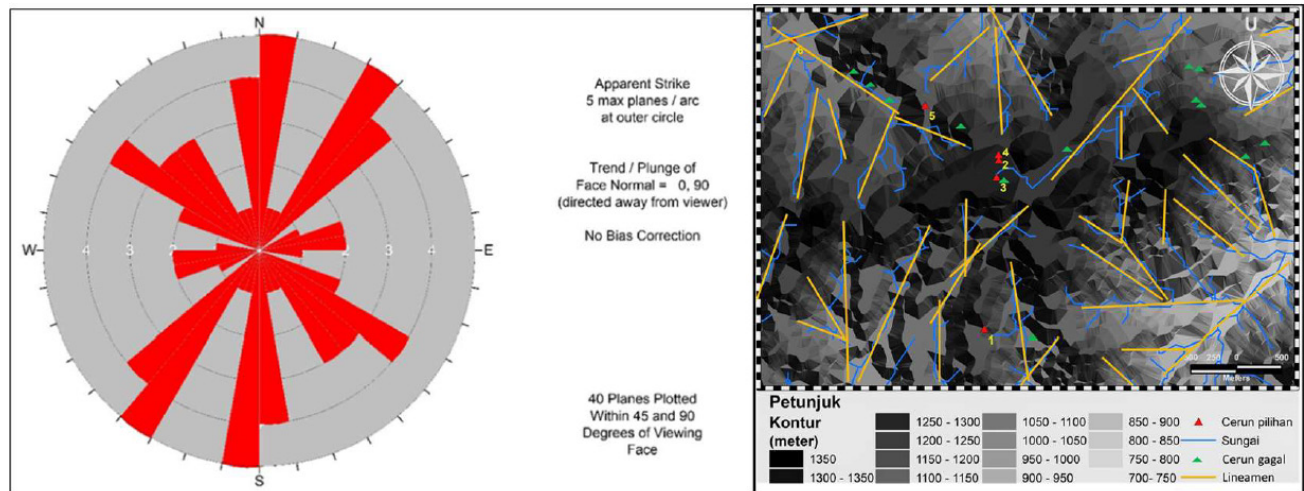 N
W
4
3
2
2
3
4
E
S
Apparent Strike
5 max planes / arc
at outer circle
Trend / Plunge of
Face Normal = 0, 90
(directed away from viewer)
No Bias Correction
40 Planes Plotted
Within 45 and 90
Degrees of Viewing
Face
U
6
5
4
2
3
1
250
0
500
Meters
Petunjuk
Kontur
(meter)
1350
1300 - 1350
1250 - 1300
1200 - 1250
1150 - 1200
1100 - 1150
1050 - 1100
1000 - 1050
950 - 1000
900 - 950
850 - 900
800 - 850
750 - 800
700- 750
Cerun pilihan
Sungai
Cerun gagal
Lineamen